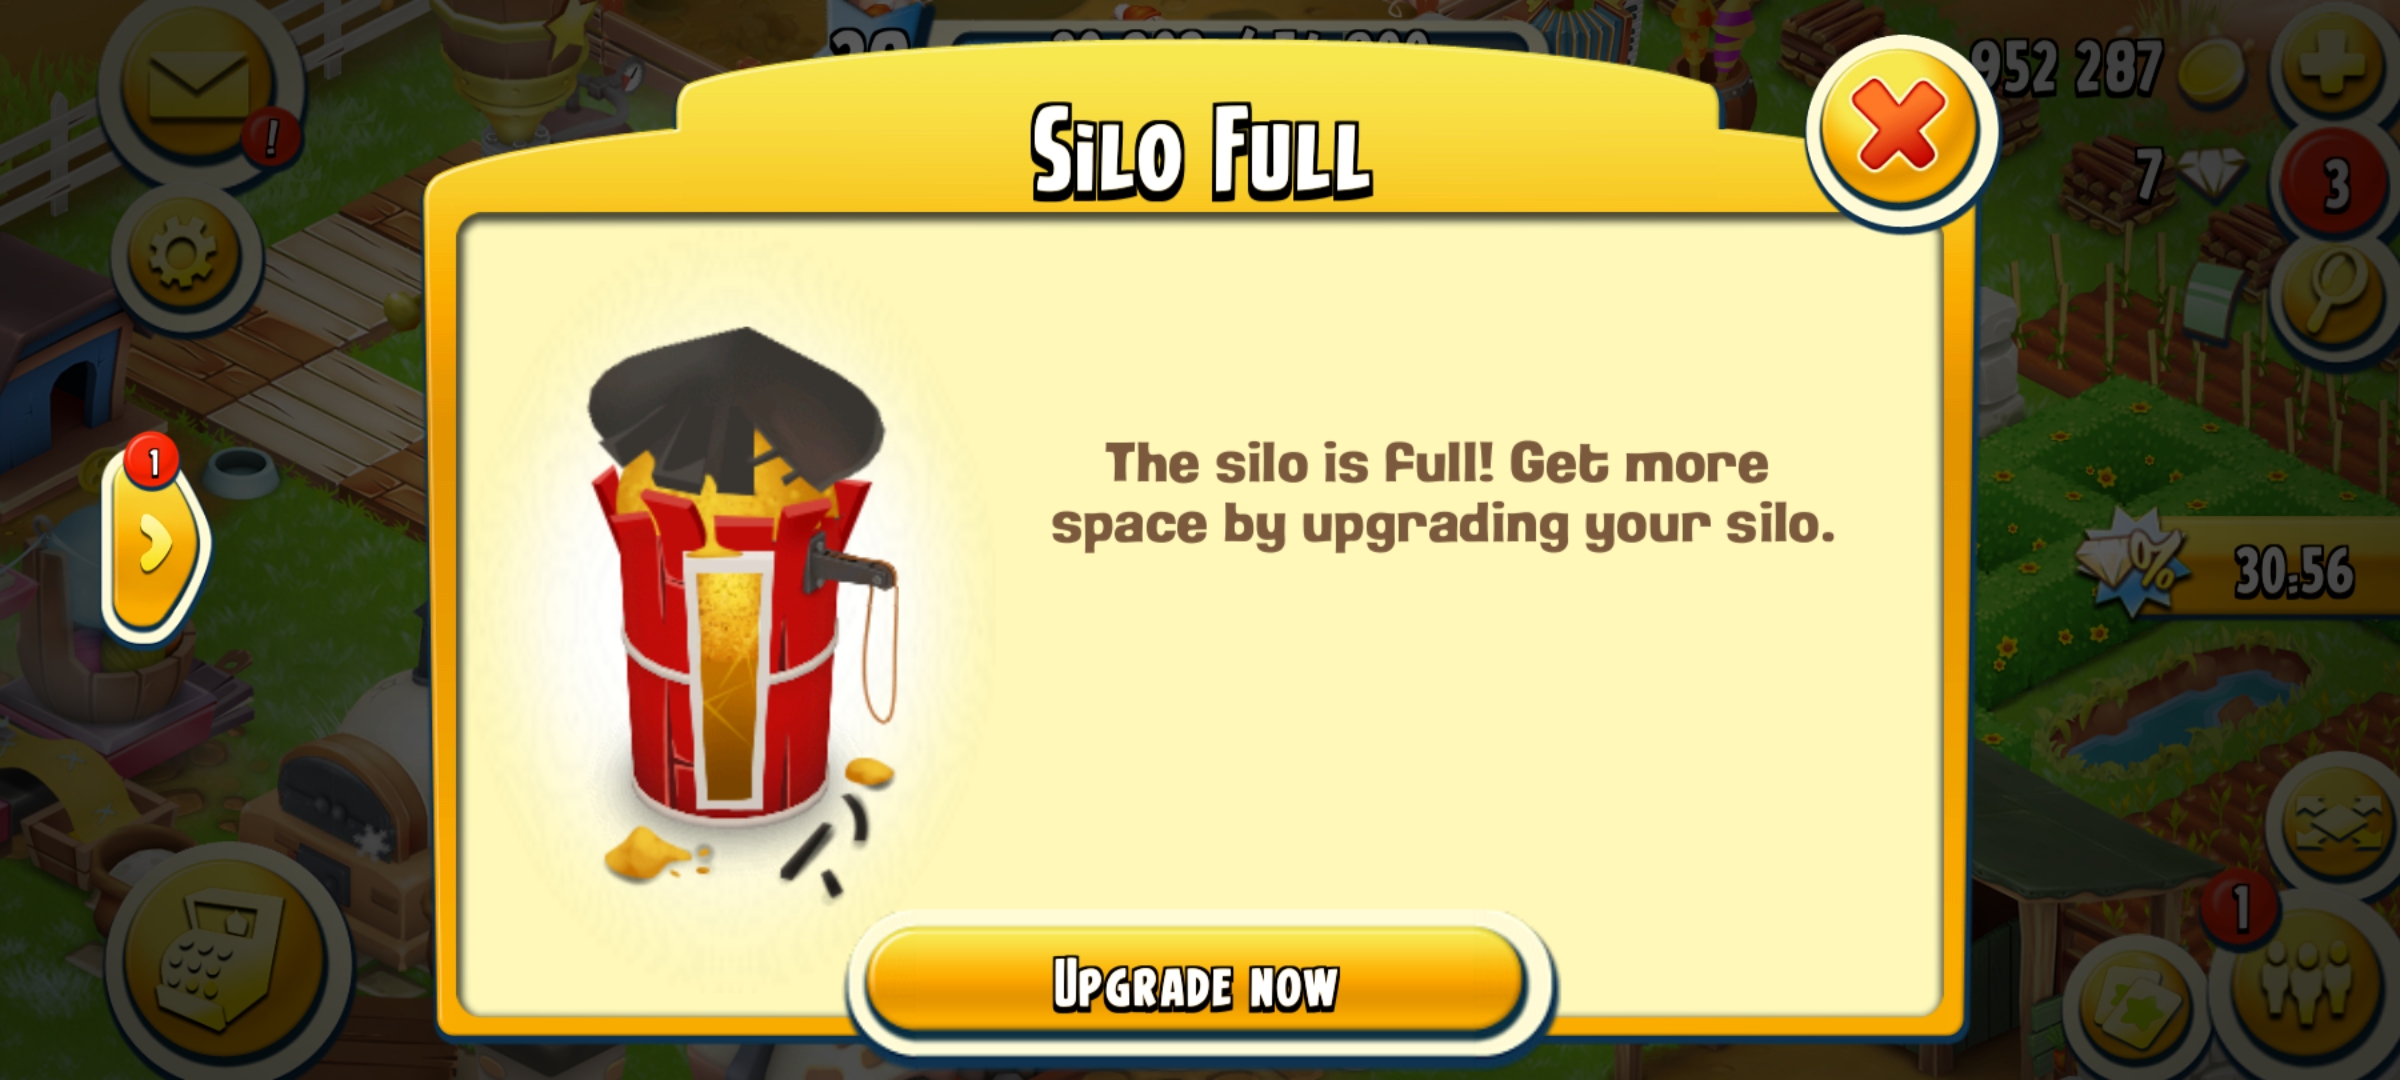 952 287
!
SiLO FULL
7
3
1
The silo is full! Get more
space by upgrading your silo.
%
30:56
1
UPGRADE NOW